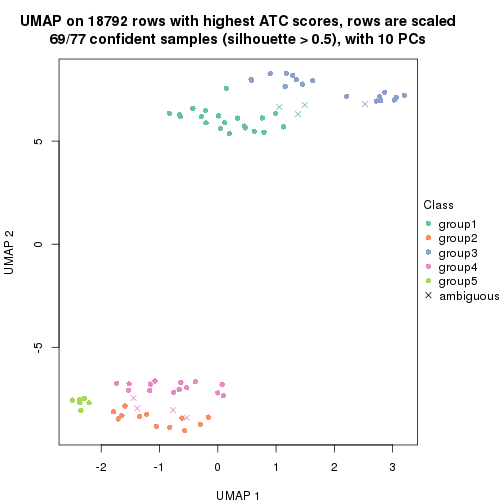 UMAP on 18792 rows with highest ATC scores, rows are scaled
69/77 confident samples (silhouette > 0.5), with 10 PCs
5
0
-5
UMAP 2
-2
-1
0
1
2
3
UMAP 1
Class
group1
group2
group3
group4
group5
ambiguous